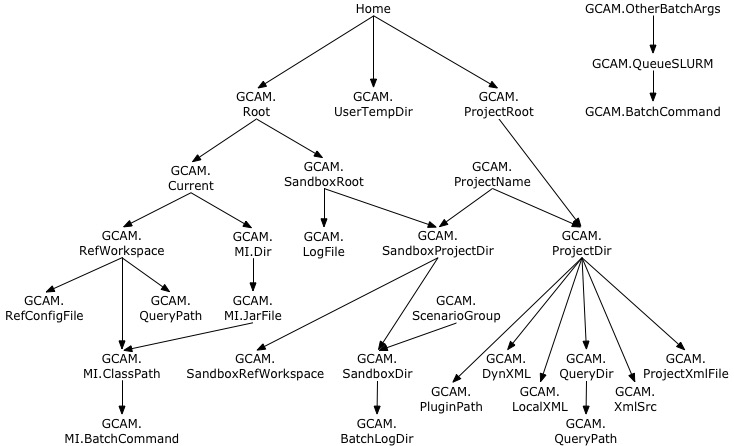 Home
GCAM.OtherBatchArgs
GCAM.QueueSLURM
GCAM.BatchCommand
GCAM.
Root
GCAM.
UserTempDir
GCAM.
ProjectRoot
GCAM.
Current
GCAM.
SandboxRoot
GCAM.
ProjectName
GCAM.
RefWorkspace
GCAM.
MI.Dir
GCAM.
LogFile
GCAM.
SandboxProjectDir
GCAM.
ProjectDir
GCAM.
RefConfigFile
GCAM.
QueryPath
GCAM.
MI.JarFile
GCAM.
ScenarioGroup
GCAM.
MI.ClassPath
GCAM.
SandboxRefWorkspace
GCAM.
SandboxDir
GCAM.
PluginPath
GCAM.
DynXML
GCAM.
LocalXML
GCAM.
QueryDir
GCAM.
XmlSrc
GCAM.
ProjectXmlFile
GCAM.
MI.BatchCommand
GCAM.
BatchLogDir
GCAM.
QueryPath